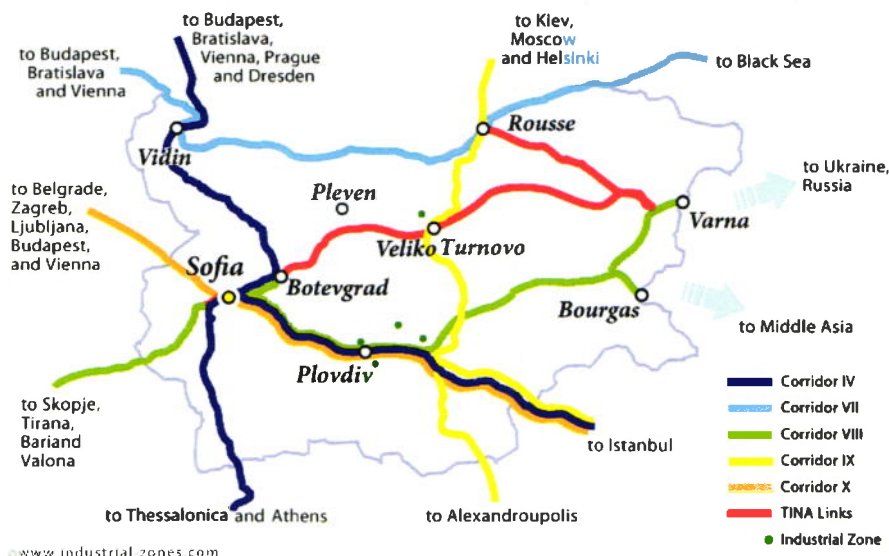 to Budapest,
Bratislava,
Vienna, Prague
and Dresden
to Budapest,
Bratislava
and Vienna
to Kiev,
Moscow
and Helsinki
to Black Sea
Rousse
Vidin
to Ukraine,
Russia
to Belgrade,
Zagreb,
Ljubljana,
Budapest,
and Vienna
Pleven
Varna
Veliko Turnovo
Sofia
Botevgrad
Bourgas
to Middle Asia
Plovdiv
to Skopje,
Tirana,
Bariand
Valona
to Istanbul
to Thessalonica and Athens
to Alexandroupolis
Corridor IV
Corridor VII
Corridor VIII
Corridor IX
Corridor X
TINA Links
Industrial Zone
©www.industrial-zones.com